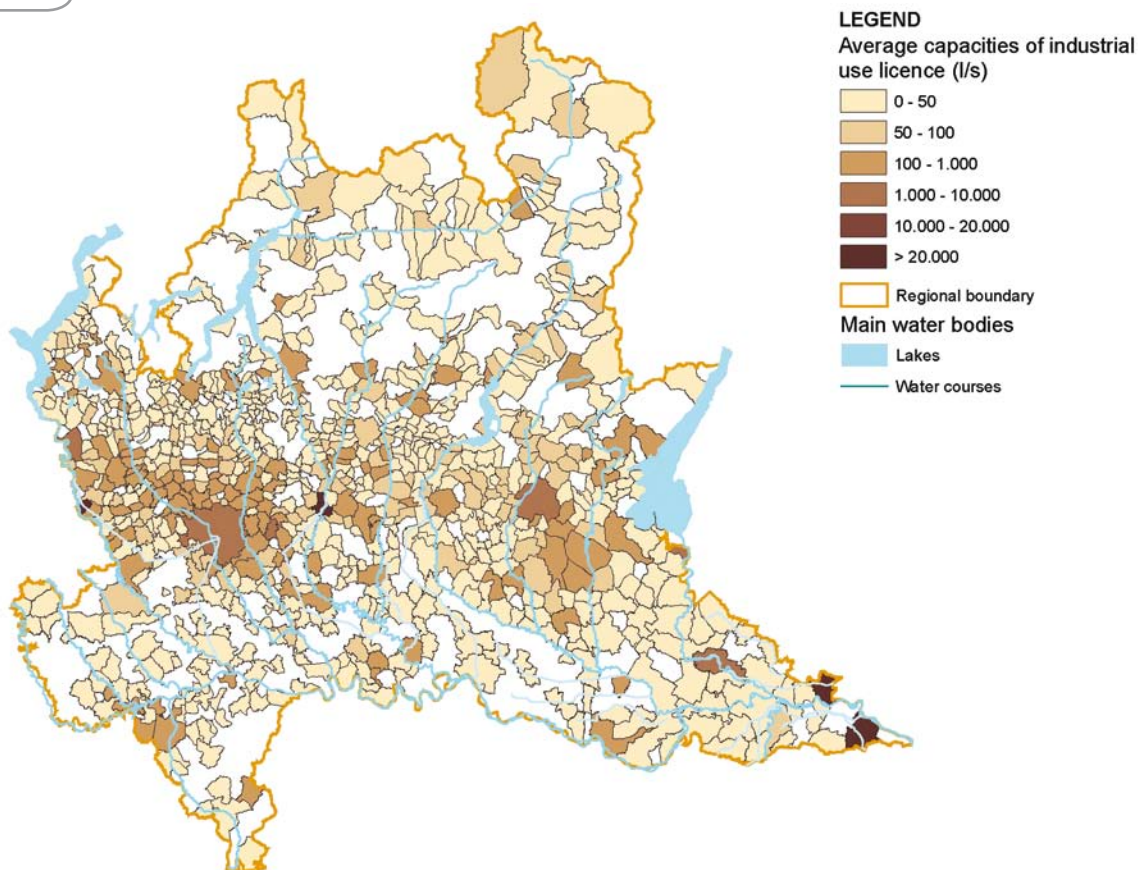 LEGEND
Average capacities of industrial
use licence (l/s)
0 - 50
50 - 100
100 - 1.000
1.000 - 10.000
10.000 - 20.000
> 20.000
Regional boundary
Main water bodies
Lakes
Water courses